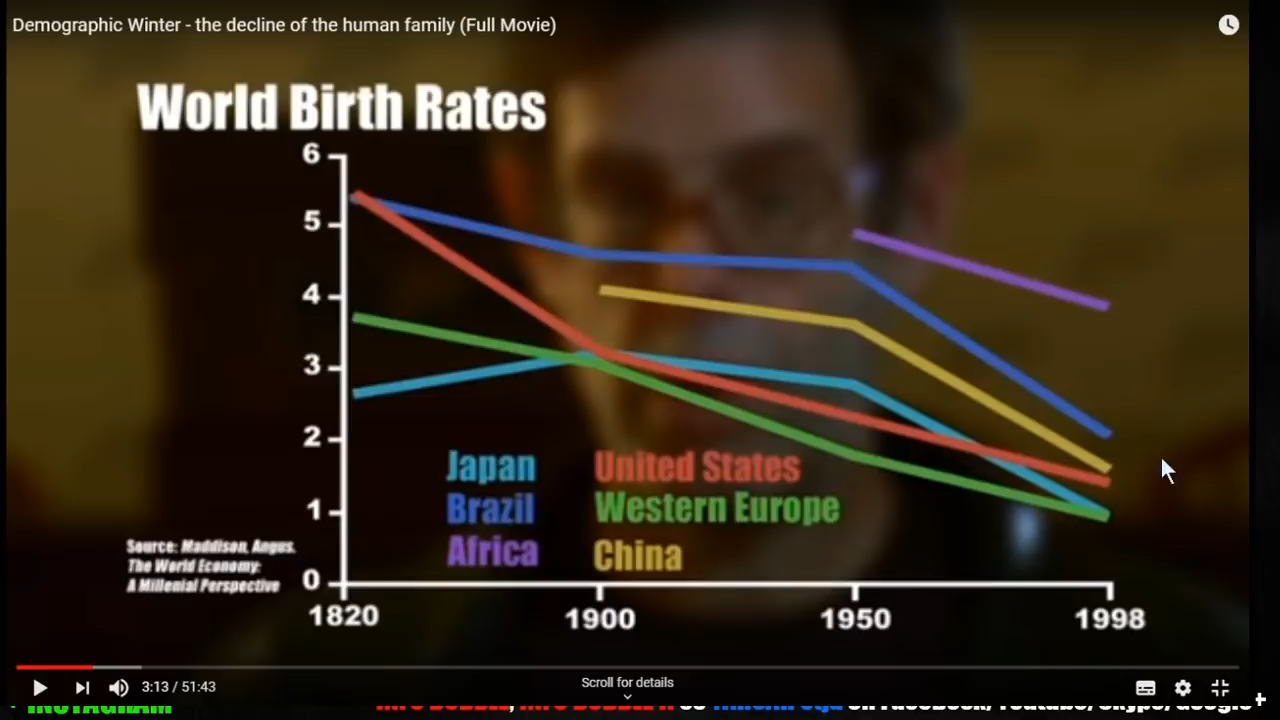 Demographic Winter - the decline of the human family (Full Movie)
World Birth Rates
6
5
4
3
2
1
0
1820 1900 1950 1998
Japan United States
Brazil Western Europe
Africa China
Source: Maddison, Angus.
The World Economy:
A Millenial Perspective
3:13 / 51:43
Scroll for details
INSTAGRAM